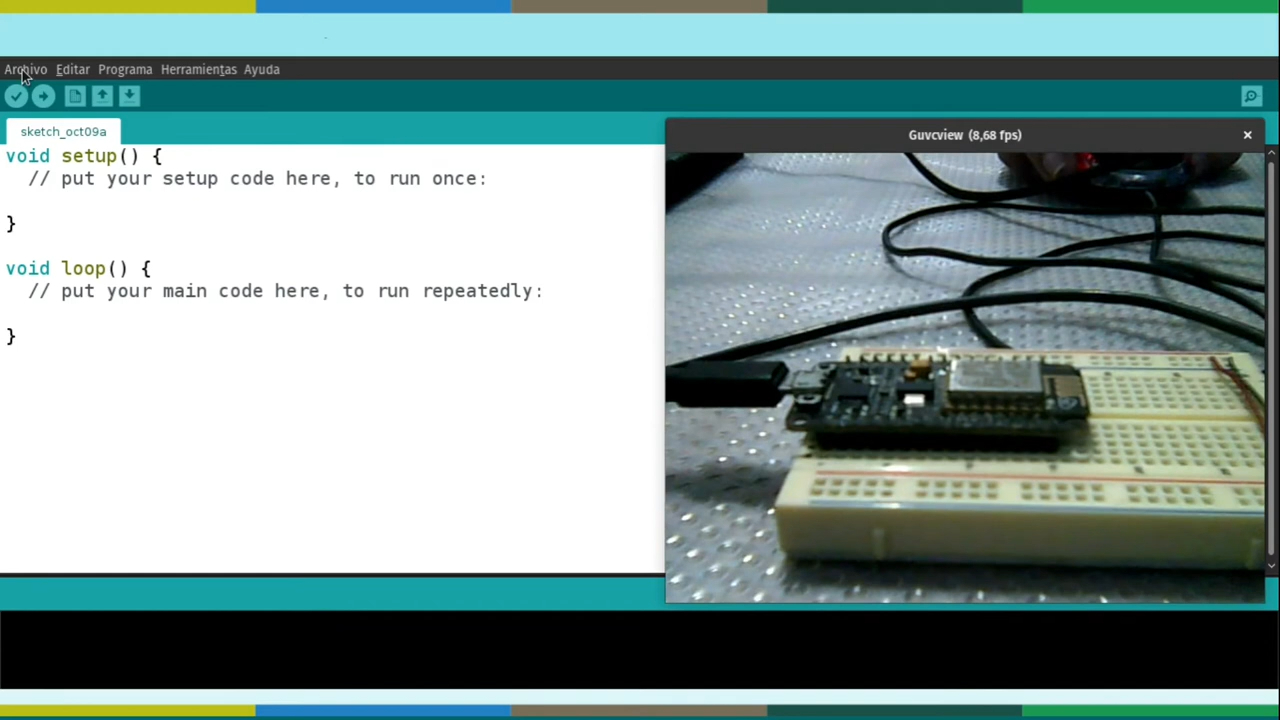 Archivo Editar Programa Herramientas Ayuda
sketch_oct09a
Guvcview (8,68 fps)
void setup() {
// put your setup code here, to run once:
}
void loop() {
// put your main code here, to run repeatedly:
}